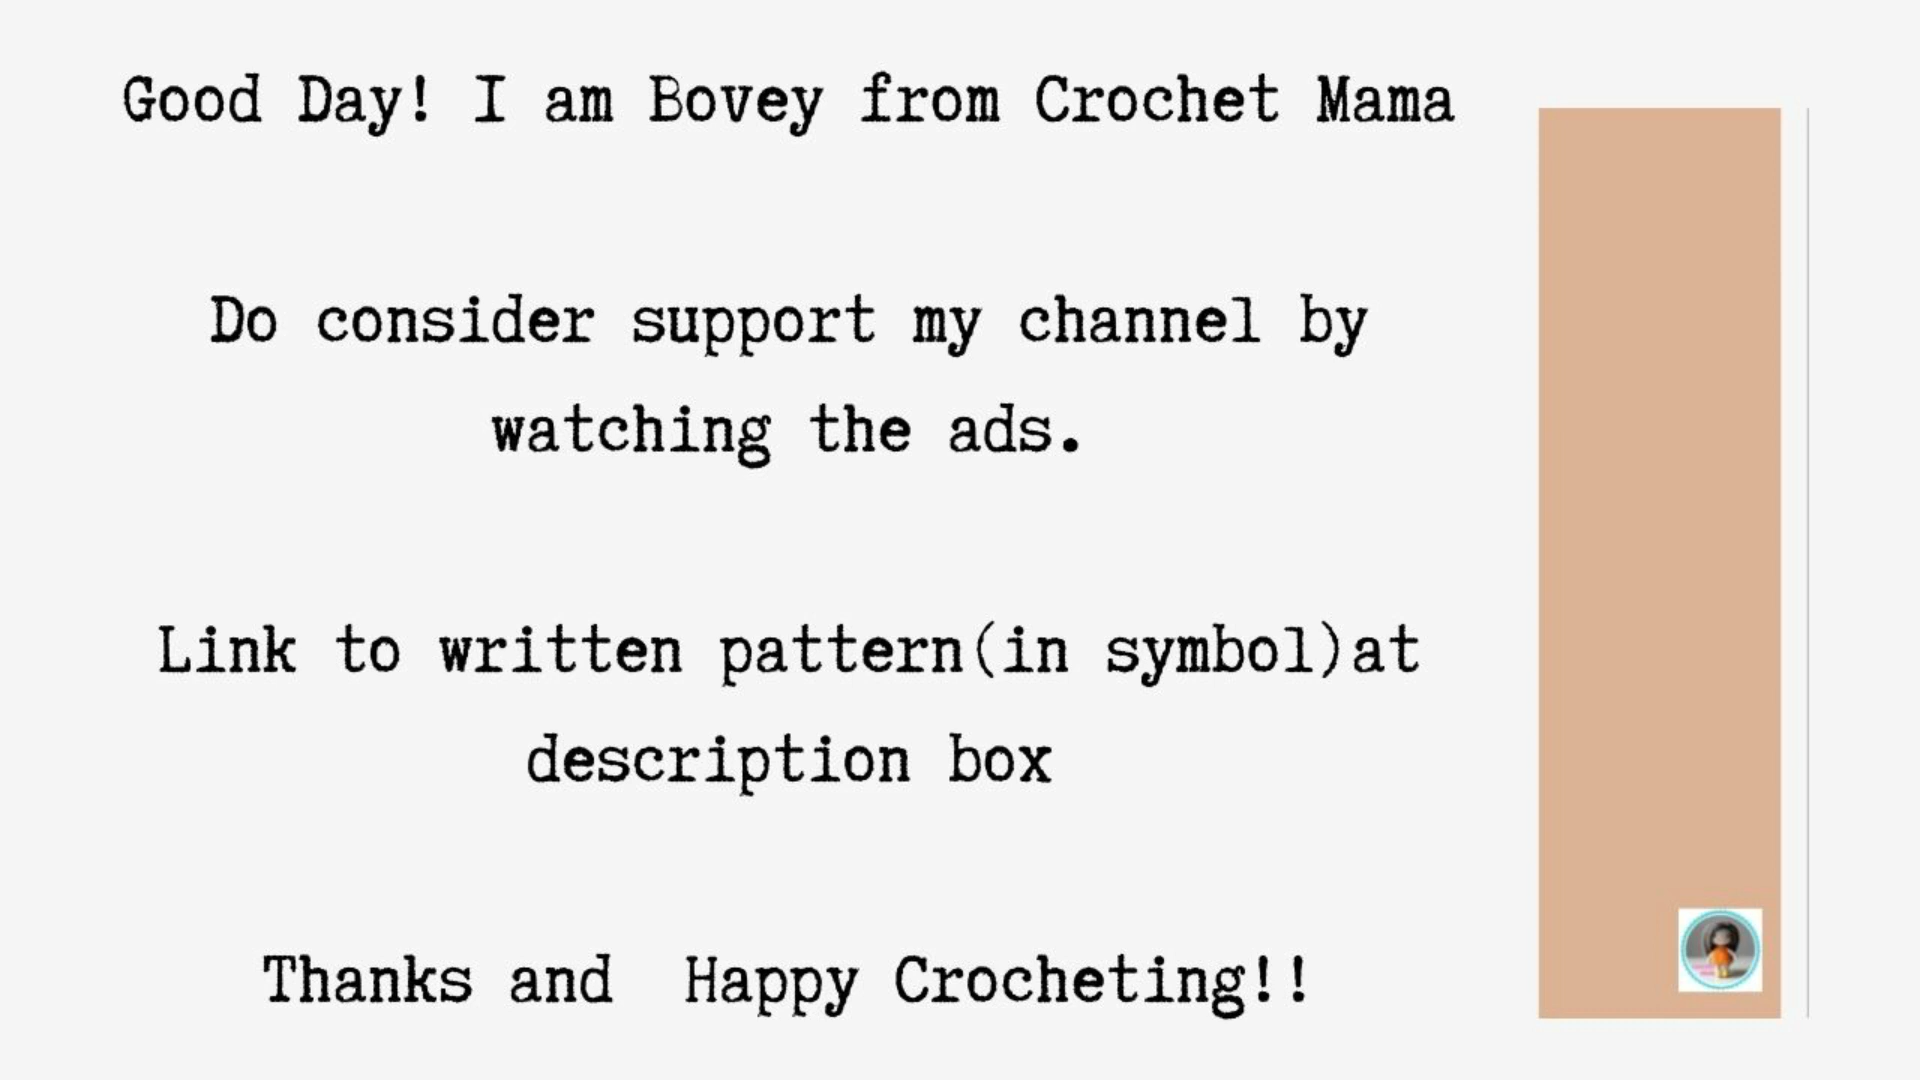 Good Day! I am Bovey from Crochet Mama
Do consider support my channel by
watching the ads.
Link to written pattern(in symbol)at
description box
Thanks and  Happy Crocheting!!